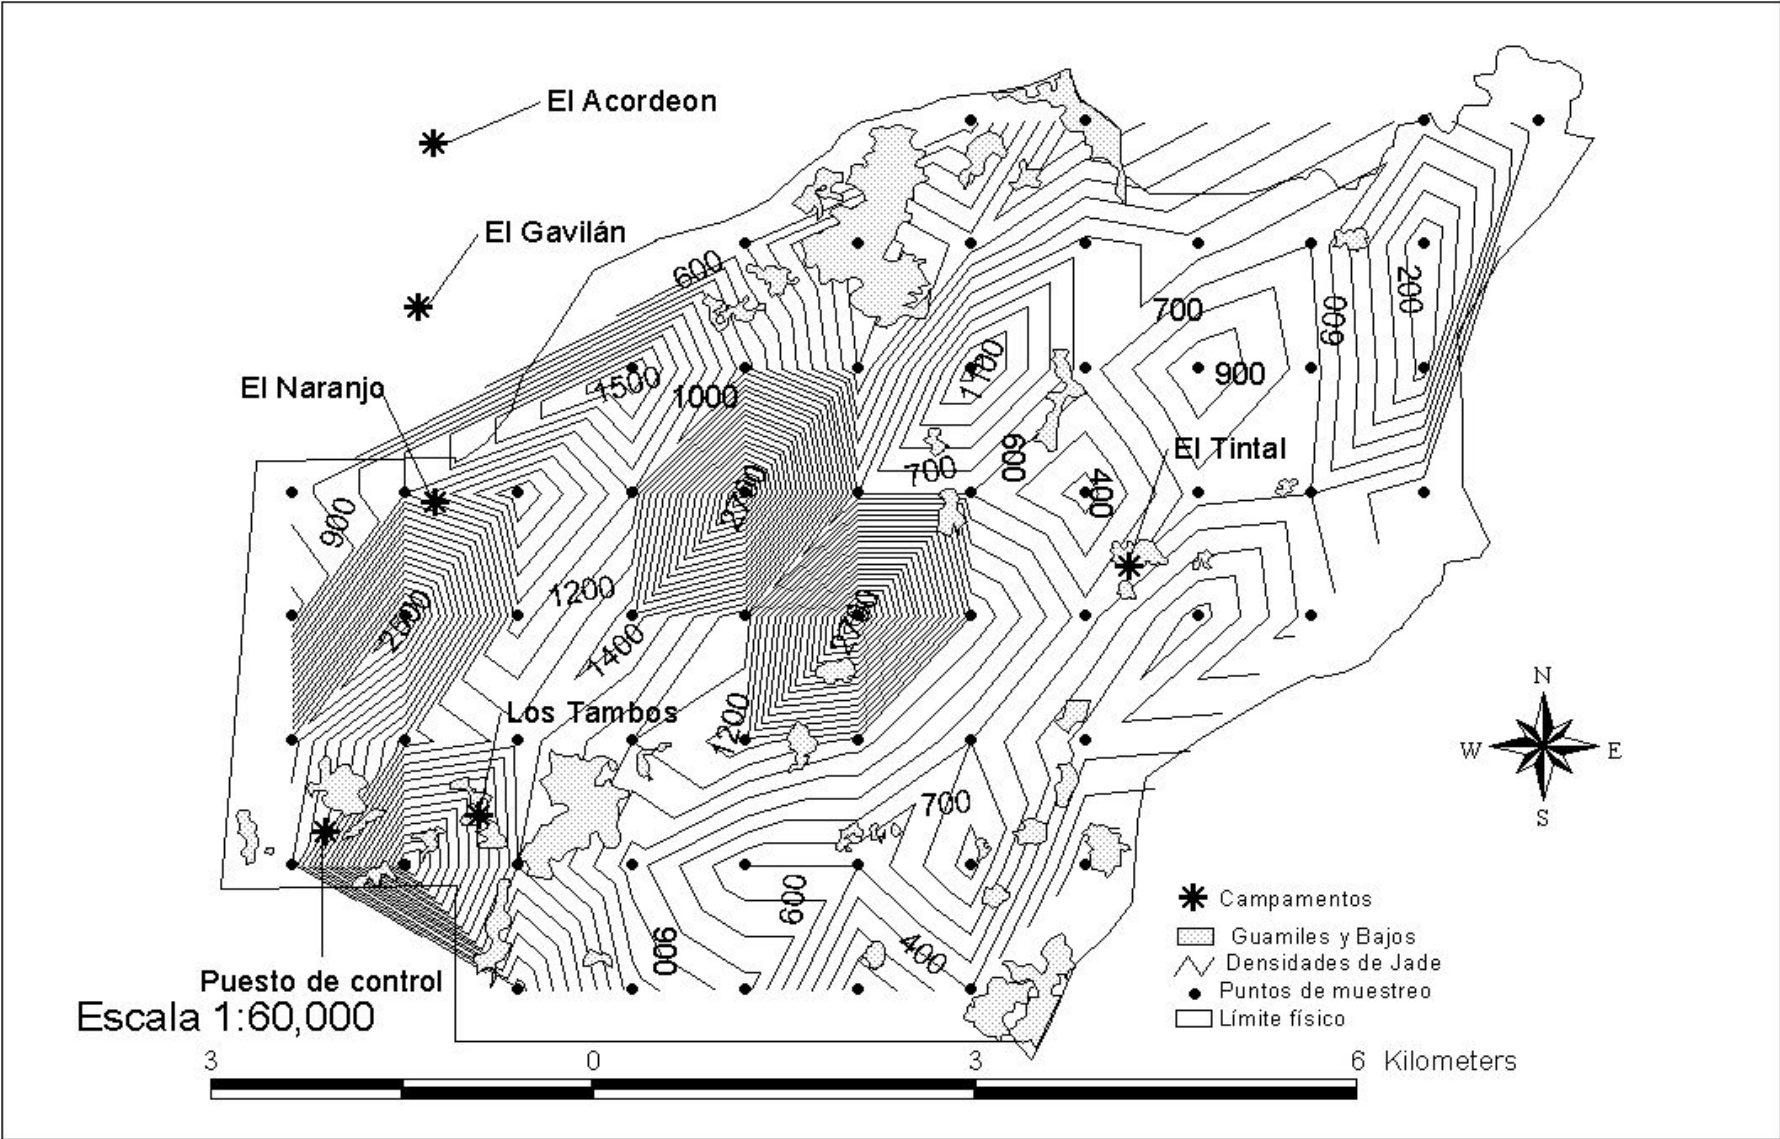 El Acordeon
El Gavilán
600
700
200
600
El Naranjo
1500
1000
1100
900
El Tintal
900
2700
700
600
400
2500
1200
1400
2700
Los Tambos
1200
N
W E
S
700
600
900
400
Puesto de control
Escala 1:60,000
Campamentos
Guamiles y Bajos
Densidades de Jade
Puntos de muestreo
Límite físico
3 0 3 6 Kilometers